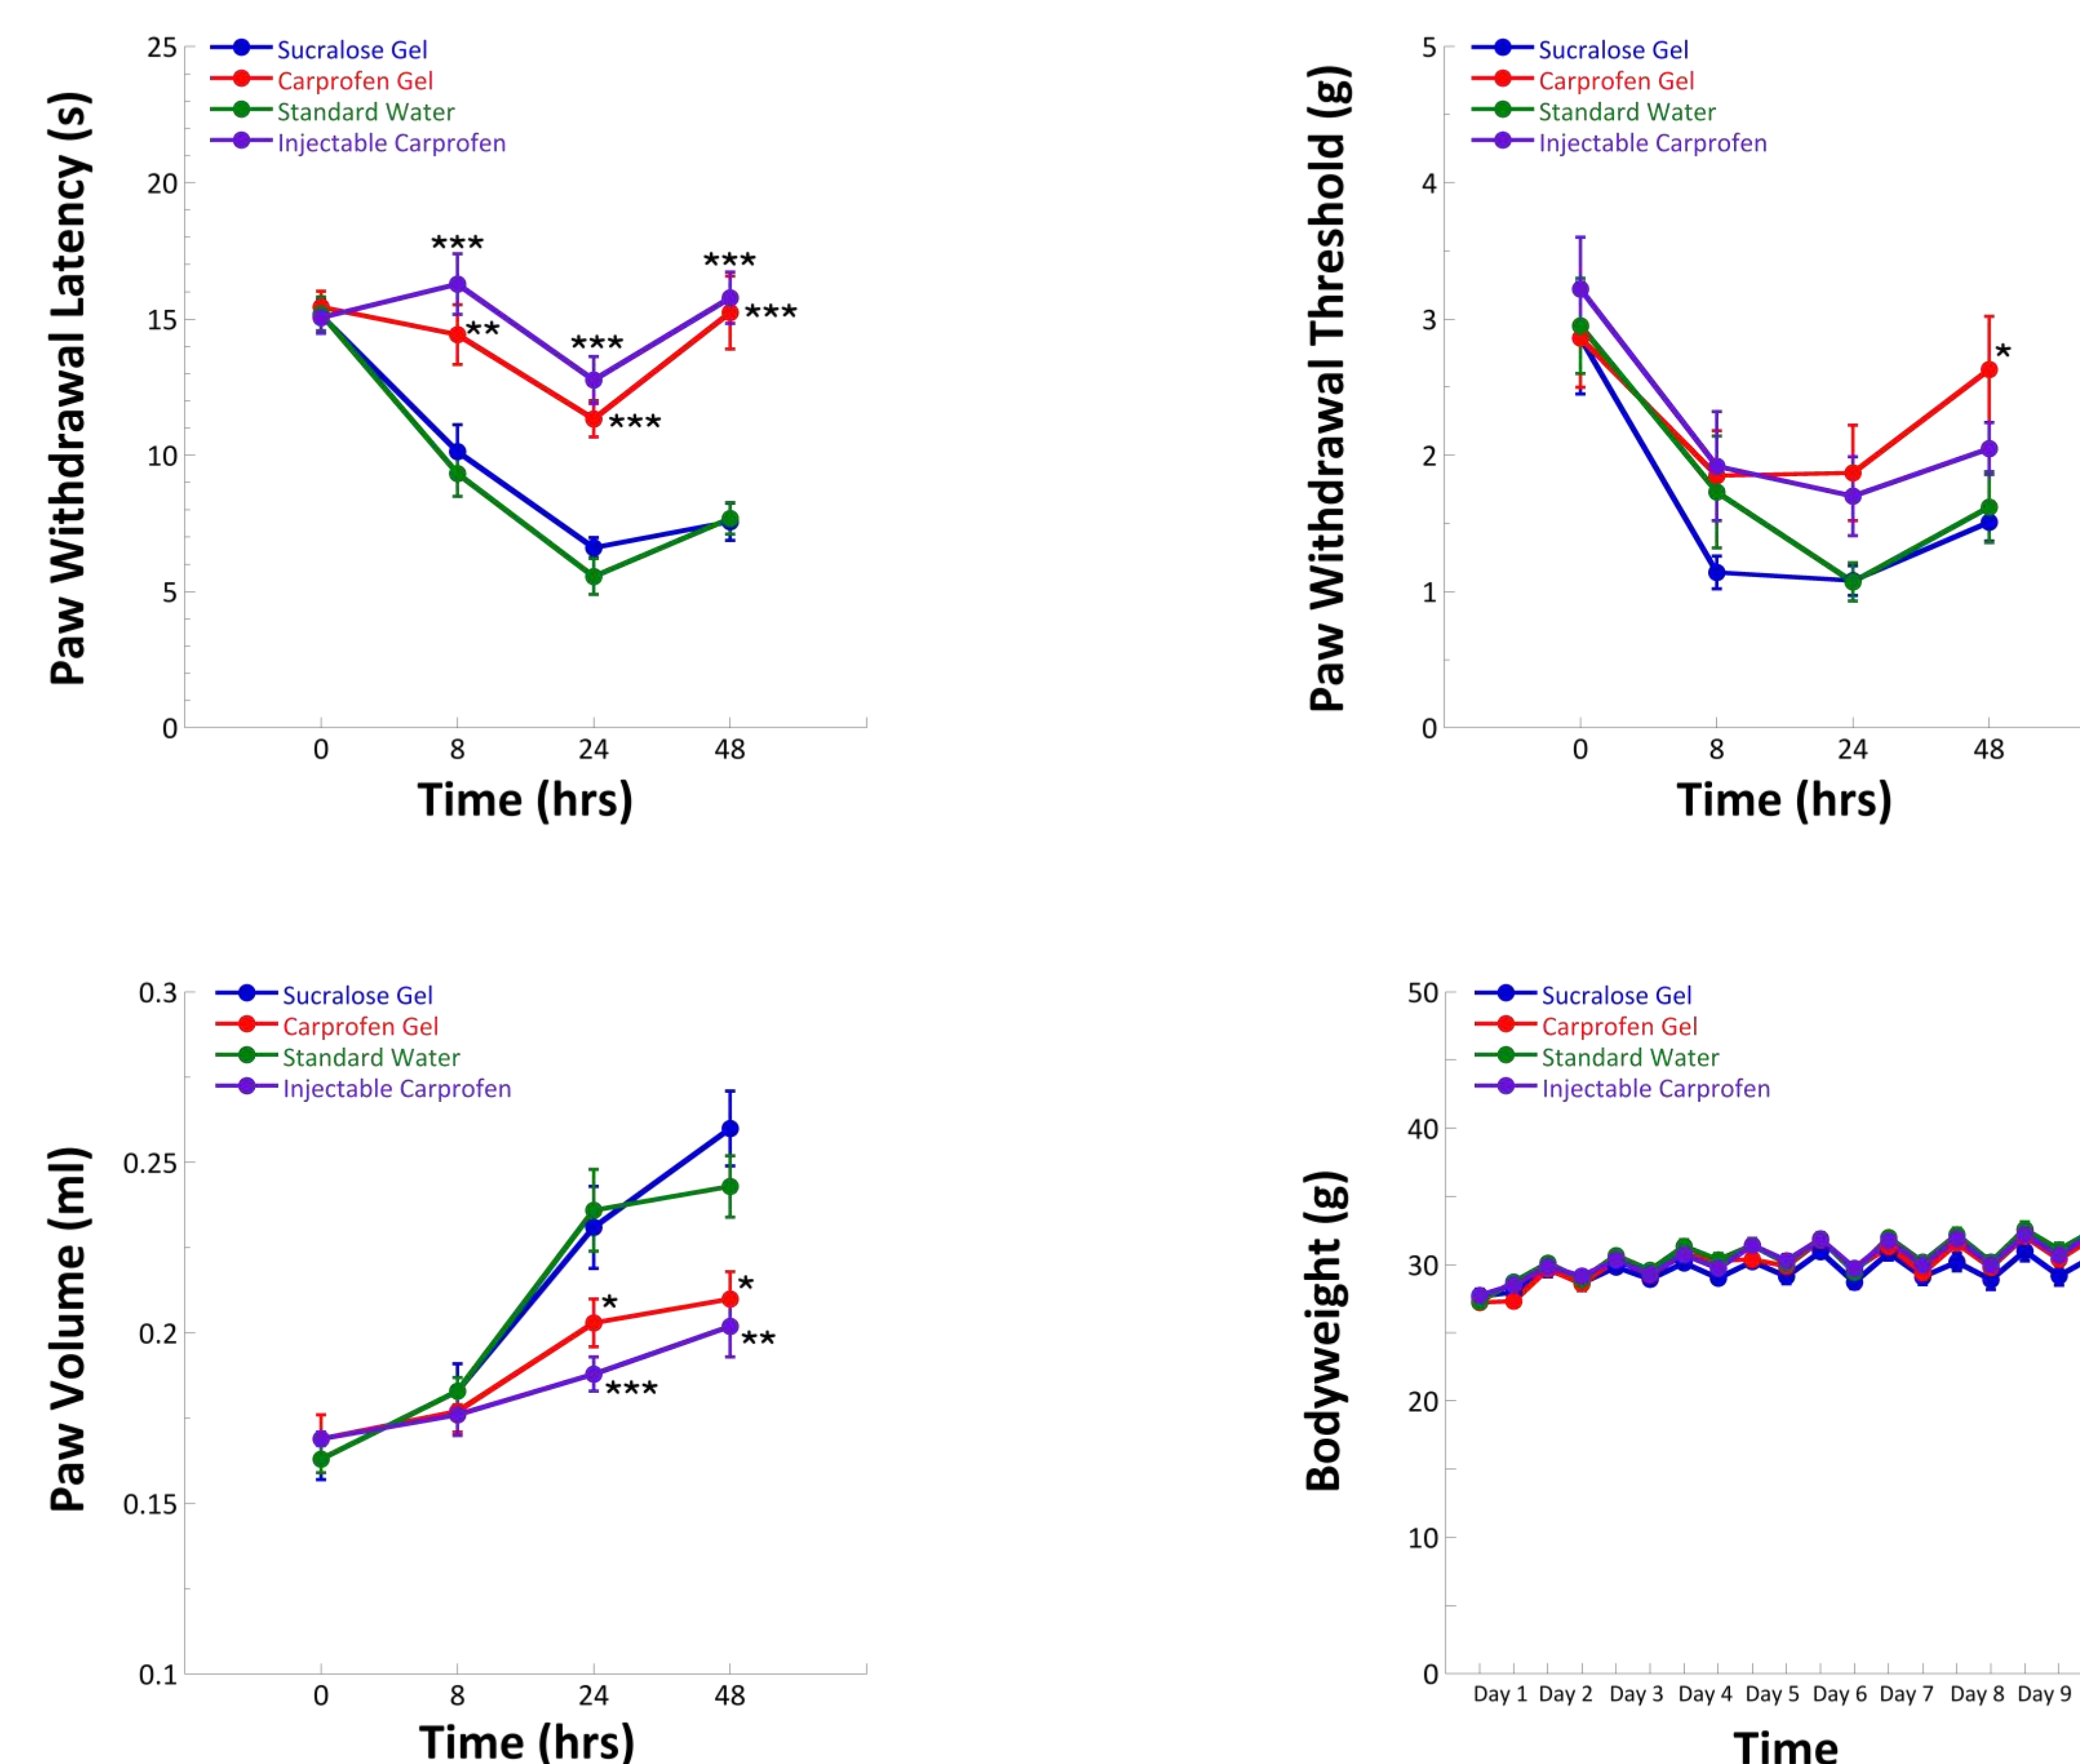 25
20
15
10
5
0
Paw Withdrawal Latency (s)
Sucralose Gel
Carprofen Gel
Standard Water
Injectable Carprofen
***
**
***
***
***
***
0 8 24 48
Time (hrs)
5
4
3
2
1
0
Paw Withdrawal Threshold (g)
Sucralose Gel
Carprofen Gel
Standard Water
Injectable Carprofen
*
0 8 24 48
Time (hrs)
0.3
0.25
0.2
0.15
0.1
Paw Volume (ml)
Sucralose Gel
Carprofen Gel
Standard Water
Injectable Carprofen
*
***
*
**
0 8 24 48
Time (hrs)
50
40
30
20
10
0
Bodyweight (g)
Sucralose Gel
Carprofen Gel
Standard Water
Injectable Carprofen
Day 1 Day 2 Day 3 Day 4 Day 5 Day 6 Day 7 Day 8 Day 9
Time